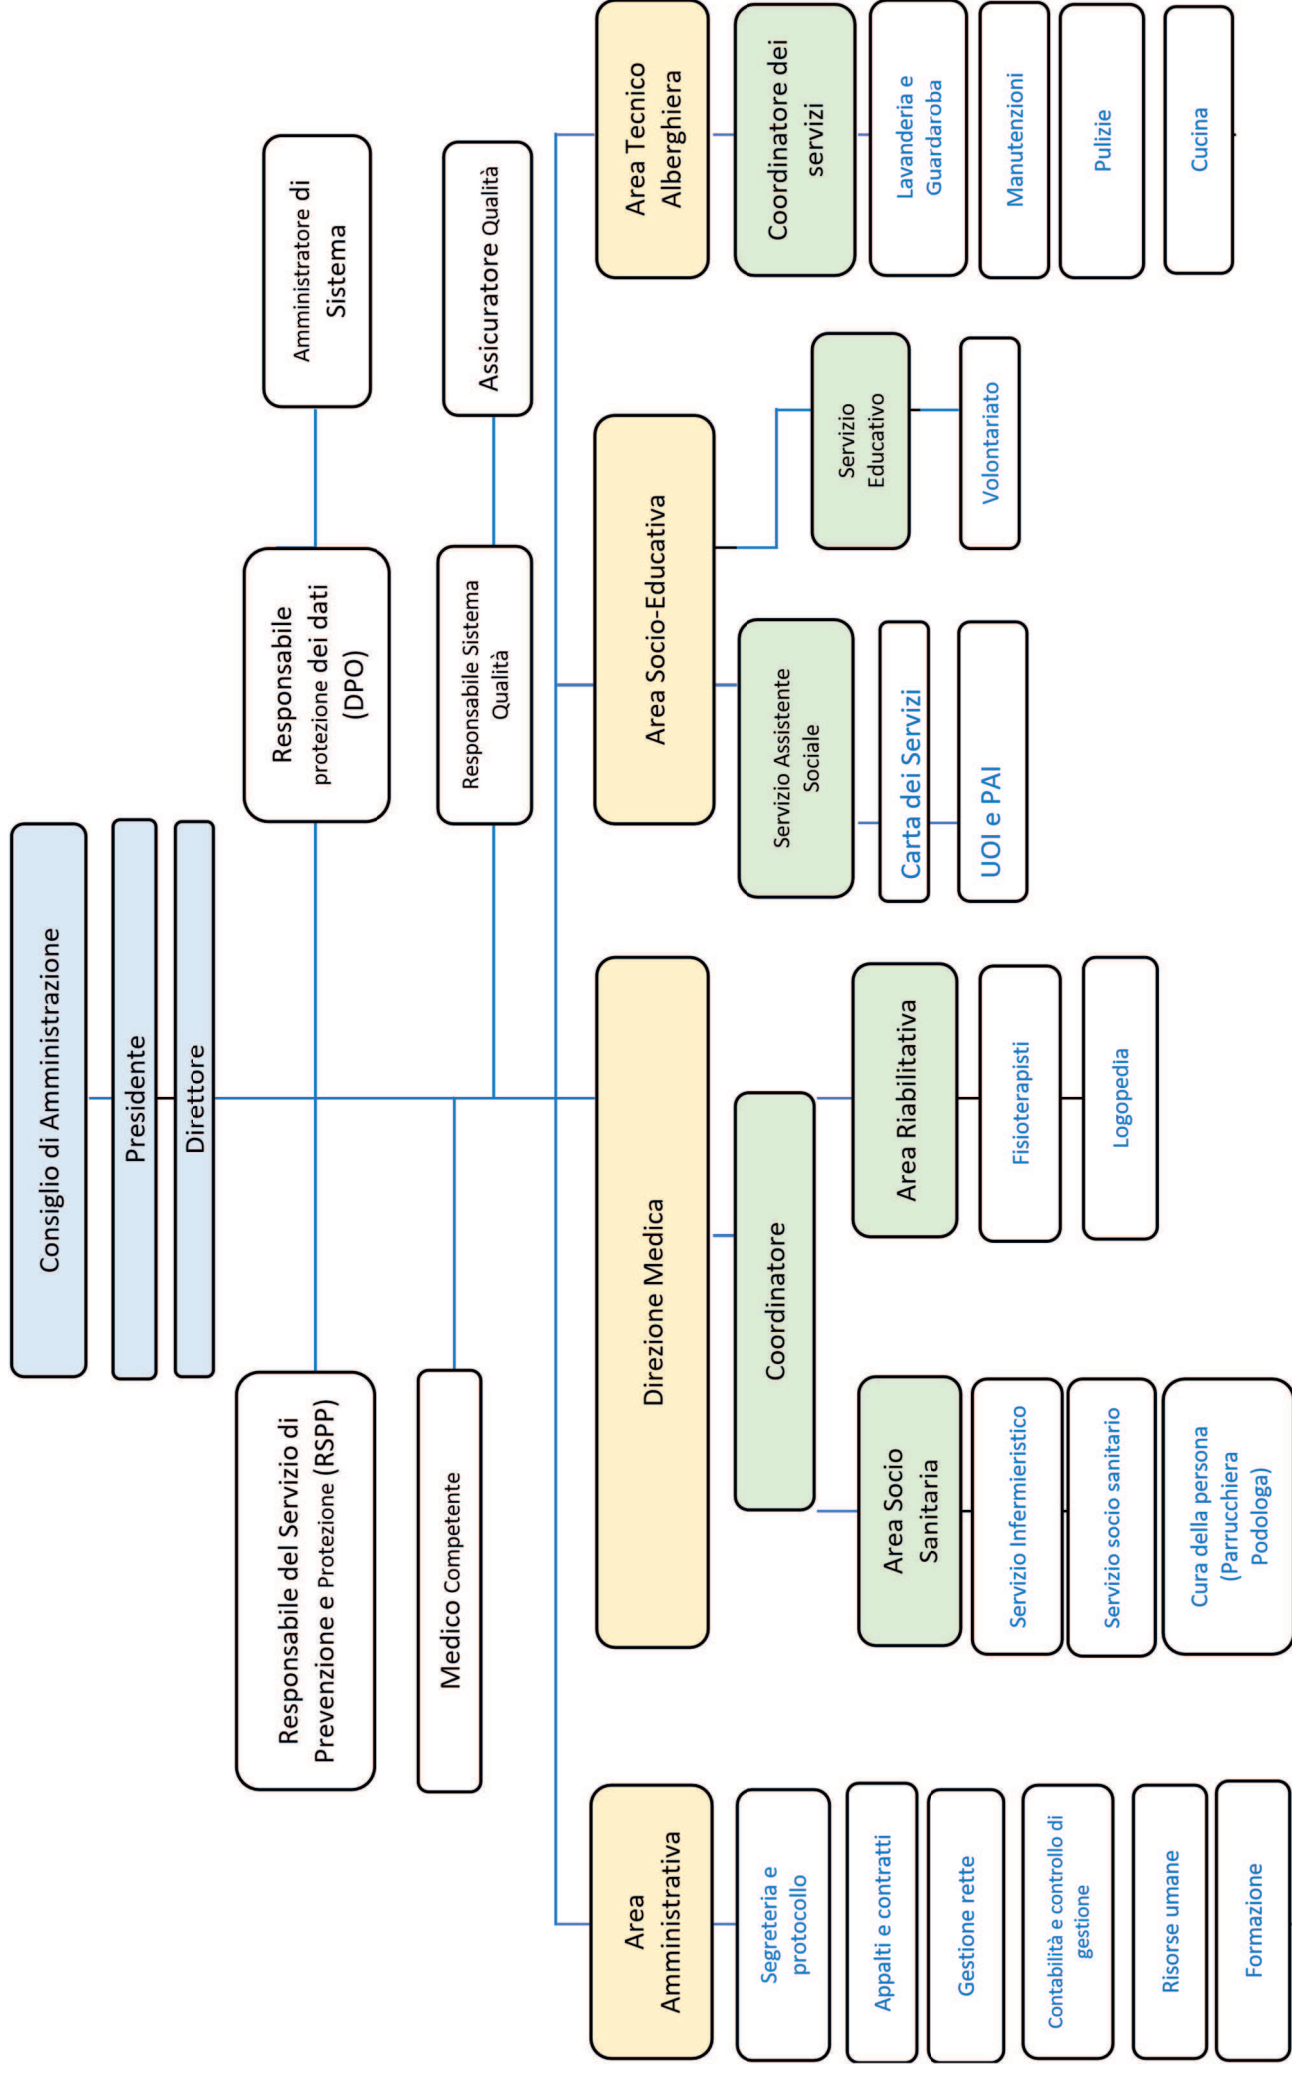 Consiglio di Amministrazione
Presidente
Direttore
Responsabile del Servizio di
Prevenzione e Protezione (RSPP)
Responsabile
protezione dei dati
(DPO)
Amministratore di
Sistema
Medico Competente
Responsabile Sistema
Qualità
Assicuratore Qualità
Area
Amministrativa
Segreteria e
protocollo
Appalti e contratti
Gestione rette
Contabilità e controllo di
gestione
Risorse umane
Formazione
Direzione Medica
Coordinatore
Area Socio
Sanitaria
Servizio Infermieristico
Servizio socio sanitario
Cura della persona
(Parrucchiera
Podologa)
Area Riabilitativa
Fisioterapisti
Logopedia
Area Socio-Educativa
Servizio Assistente
Sociale
Carta dei Servizi
UOI e PAI
Servizio
Educativo
Volontariato
Area Tecnico
Alberghiera
Coordinatore dei
servizi
Lavanderia e
Guardaroba
Manutenzioni
Pulizie
Cucina